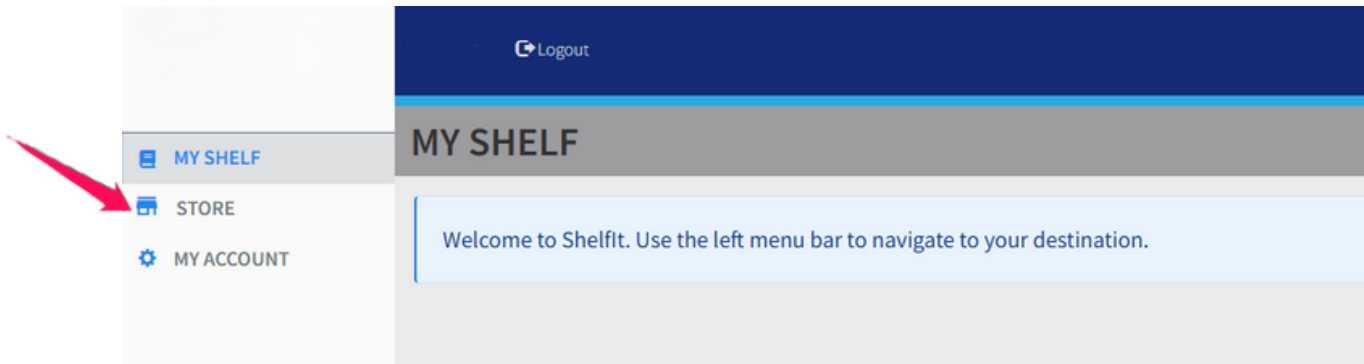 Logout
MY SHELF
MY SHELF
STORE
Welcome to ShelfIt. Use the left menu bar to navigate to your destination.
MY ACCOUNT